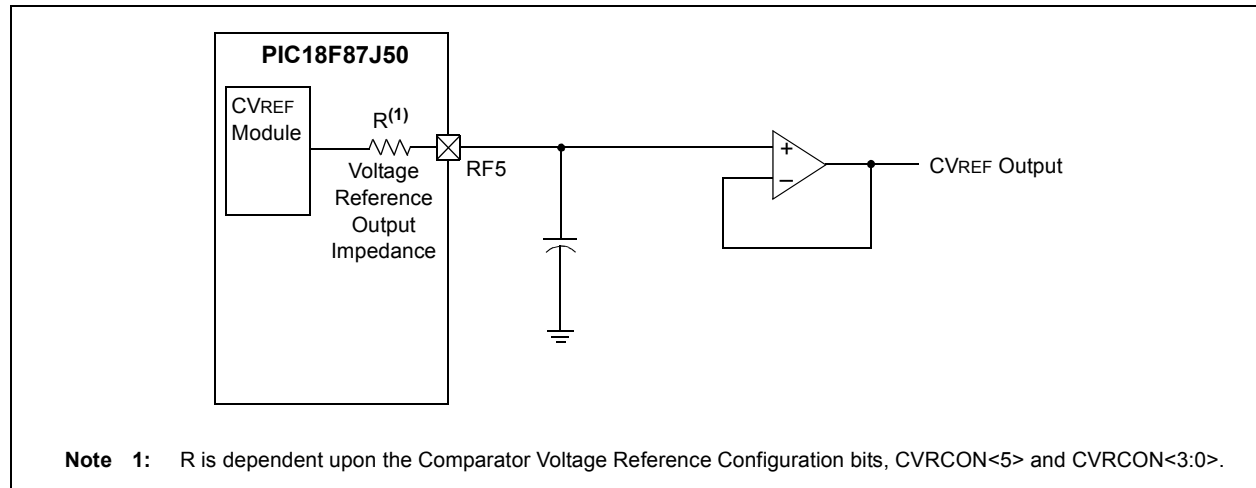 PIC18F87J50
CVREF
Module
R(1)
Voltage
Reference
Output
Impedance
RF5
+
–
CVREF Output
Note 1: R is dependent upon the Comparator Voltage Reference Configuration bits, CVRCON<5> and CVRCON<3:0>.